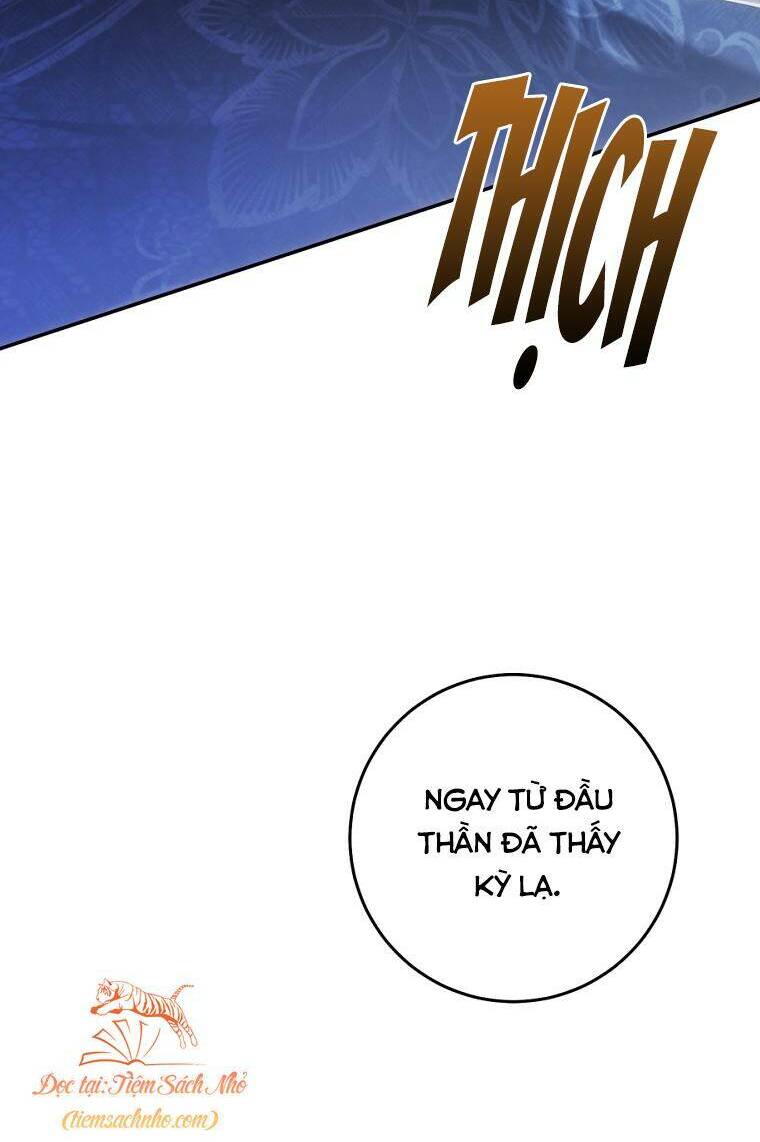 THỊCH
NGAY TỪ ĐẦU
THẦN ĐÃ THẤY
KỲ LẠ.
Đọc tại: Tiệm Sách Nhỏ
(tiemsachnho.com)